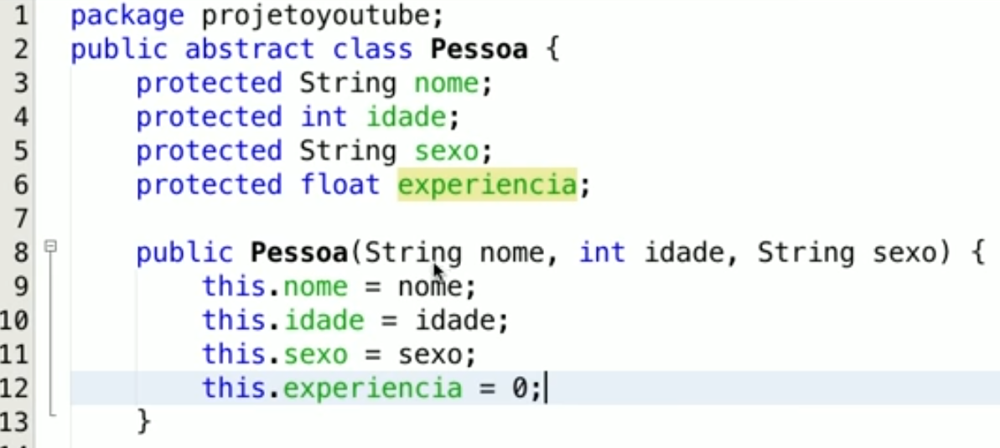 1 package projetoyoutube;
2 public abstract class Pessoa {
3 protected String nome;
4 protected int idade;
5 protected String sexo;
6 protected float experiencia;
7
8 public Pessoa(String nome, int idade, String sexo) {
9 this.nome = nome;
10 this.idade = idade;
11 this.sexo = sexo;
12 this.experiencia = 0;
13 }